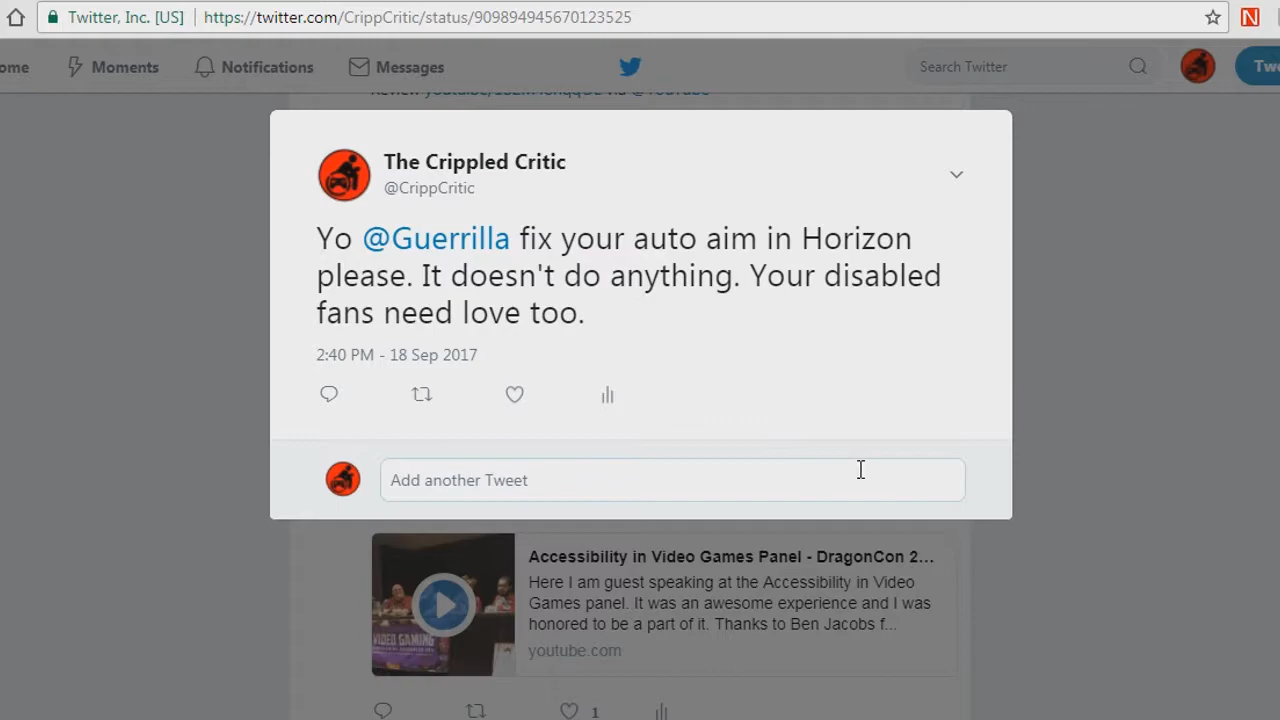 Twitter, Inc. [US] https://twitter.com/CrippCritic/status/909894945670123525
ome Moments Notifications Messages Search Twitter Twe
The Crippled Critic
@CrippCritic
Yo @Guerrilla fix your auto aim in Horizon
please. It doesn't do anything. Your disabled
fans need love too.
2:40 PM - 18 Sep 2017
Add another Tweet
Accessibility in Video Games Panel - DragonCon 2...
Here I am guest speaking at the Accessibility in Video
Games panel. It was an awesome experience and I was
honored to be a part of it. Thanks to Ben Jacobs f...
youtube.com
VIDEO GAMING
1